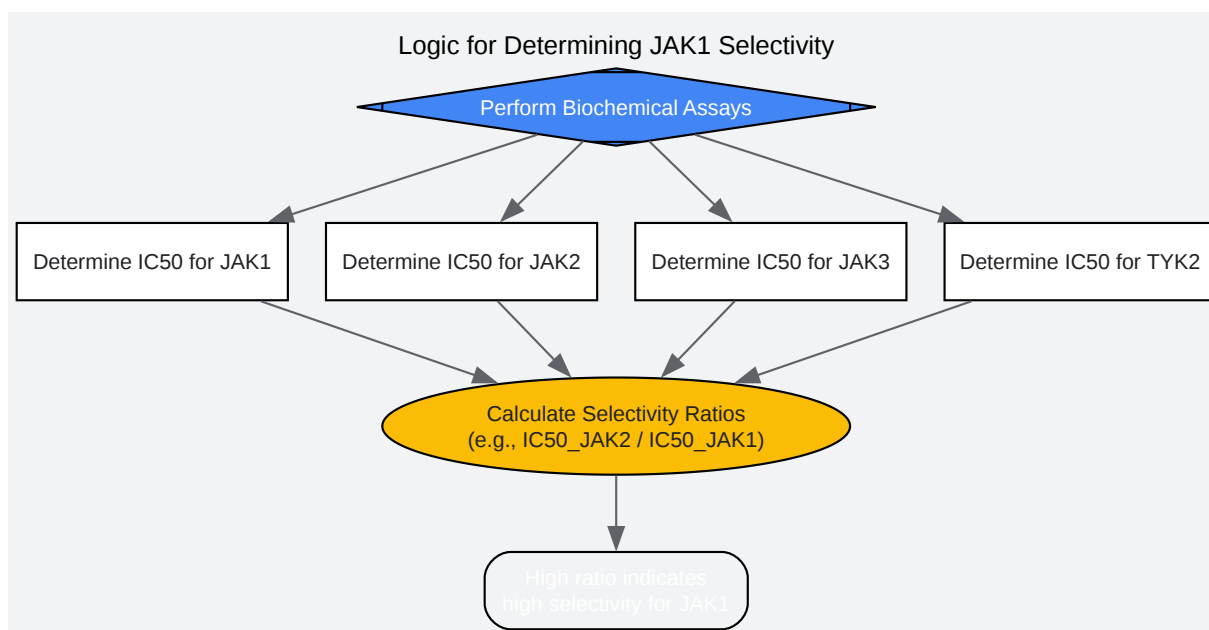 Logic for Determining JAK1 Selectivity
Perform Biochemical Assays
Determine IC50 for JAK1
Determine IC50 for JAK2
Determine IC50 for JAK3
Determine IC50 for TYK2
Calculate Selectivity Ratios
(e.g., IC50_JAK2 / IC50_JAK1)
High ratio indicates
high selectivity for JAK1